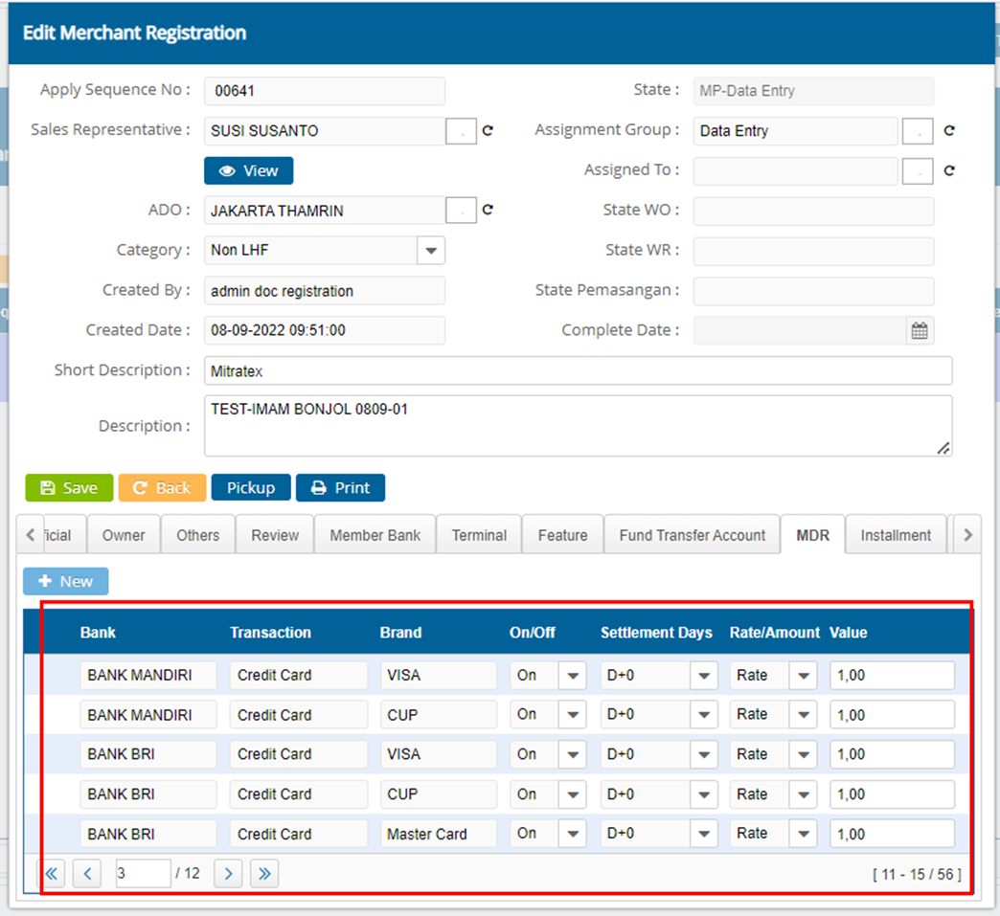 Edit Merchant Registration
Apply Sequence No : 00641 State : MP-Data Entry
Sales Representative : SUSI SUSANTO Assignment Group : Data Entry
View Assigned To :
ADO : JAKARTA THAMRIN State WO :
Category : Non LHF State WR :
Created By : admin doc registration State Pemasangan :
Created Date : 08-09-2022 09:51:00 Complete Date :
Short Description : Mitratex
Description : TEST-IMAM BONJOL 0809-01
Save Back Pickup Print
ficial Owner Others Review Member Bank Terminal Feature Fund Transfer Account MDR Installment
+ New
Bank Transaction Brand On/Off Settlement Days Rate/Amount Value
BANK MANDIRI Credit Card VISA On D+0 Rate 1,00
BANK MANDIRI Credit Card CUP On D+0 Rate 1,00
BANK BRI Credit Card VISA On D+0 Rate 1,00
BANK BRI Credit Card CUP On D+0 Rate 1,00
BANK BRI Credit Card Master Card On D+0 Rate 1,00
3 / 12 [ 11 - 15 / 56 ]